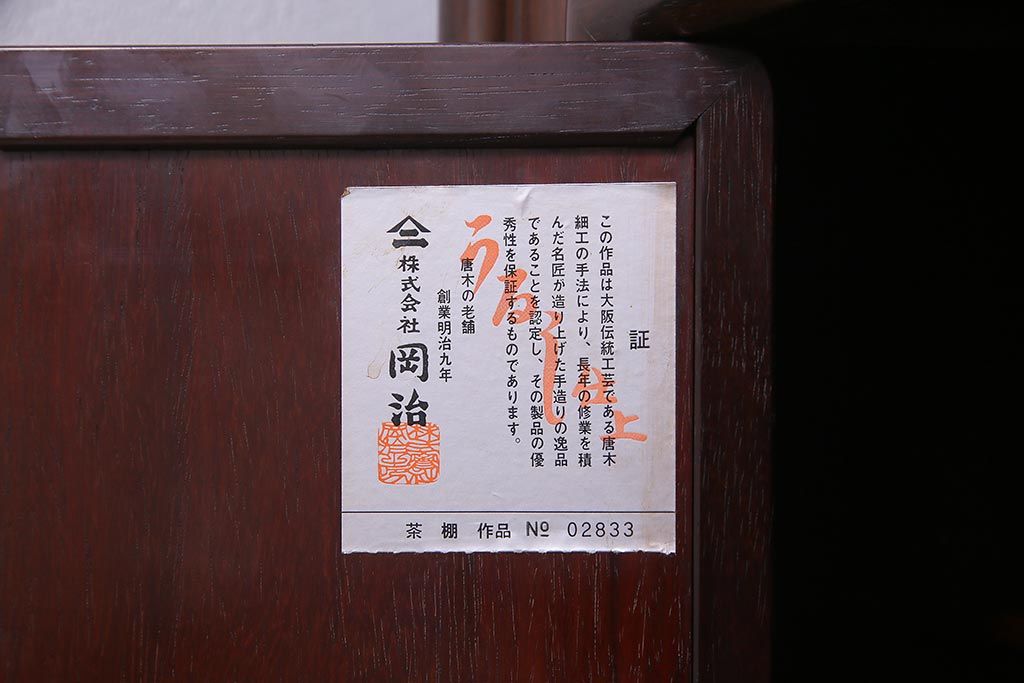 証
この作品は大阪伝統工芸である唐木
細工の手法により、長年の修業を積
んだ名匠が造り上げた手造りの逸品
であることを認定し、その製品の優
秀性を保証するものであります。
うるし仕上
唐木の老舗
創業明治九年
株式会社 岡治
茶棚 作品 № 02833